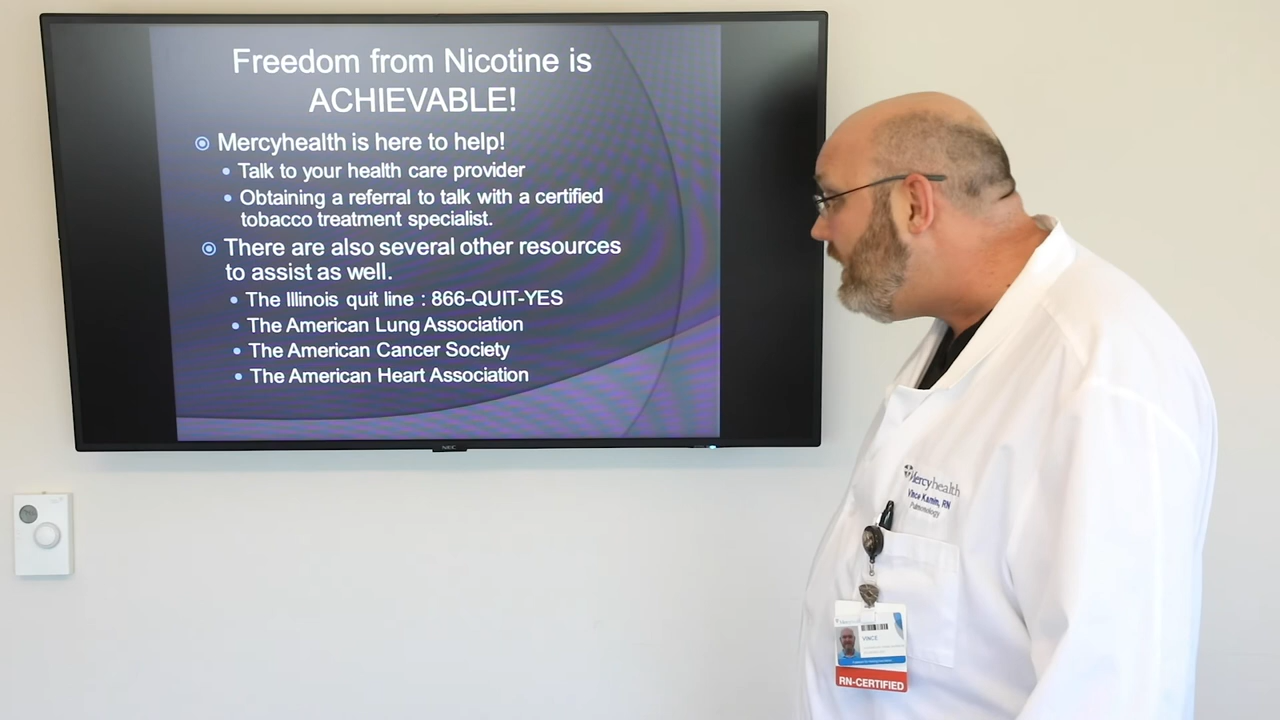 Freedom from Nicotine is
ACHIEVABLE!
Mercyhealth is here to help!
Talk to your health care provider
Obtaining a referral to talk with a certified
tobacco treatment specialist.
There are also several other resources
to assist as well.
The Illinois quit line : 866-QUIT-YES
The American Lung Association
The American Cancer Society
The American Heart Association
NEC
Mercyhealth
Vince Kamin, RN
Pulmonology
VINCE
RN-CERTIFIED